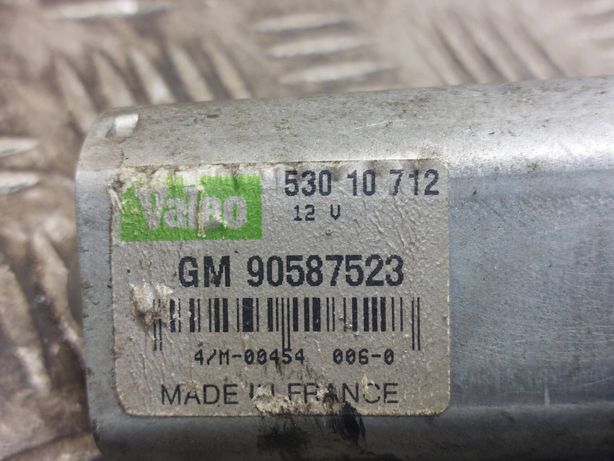 Valeo 530 10 712
12 V
GM 90587523
4/M-00454 006-0
MADE IN FRANCE